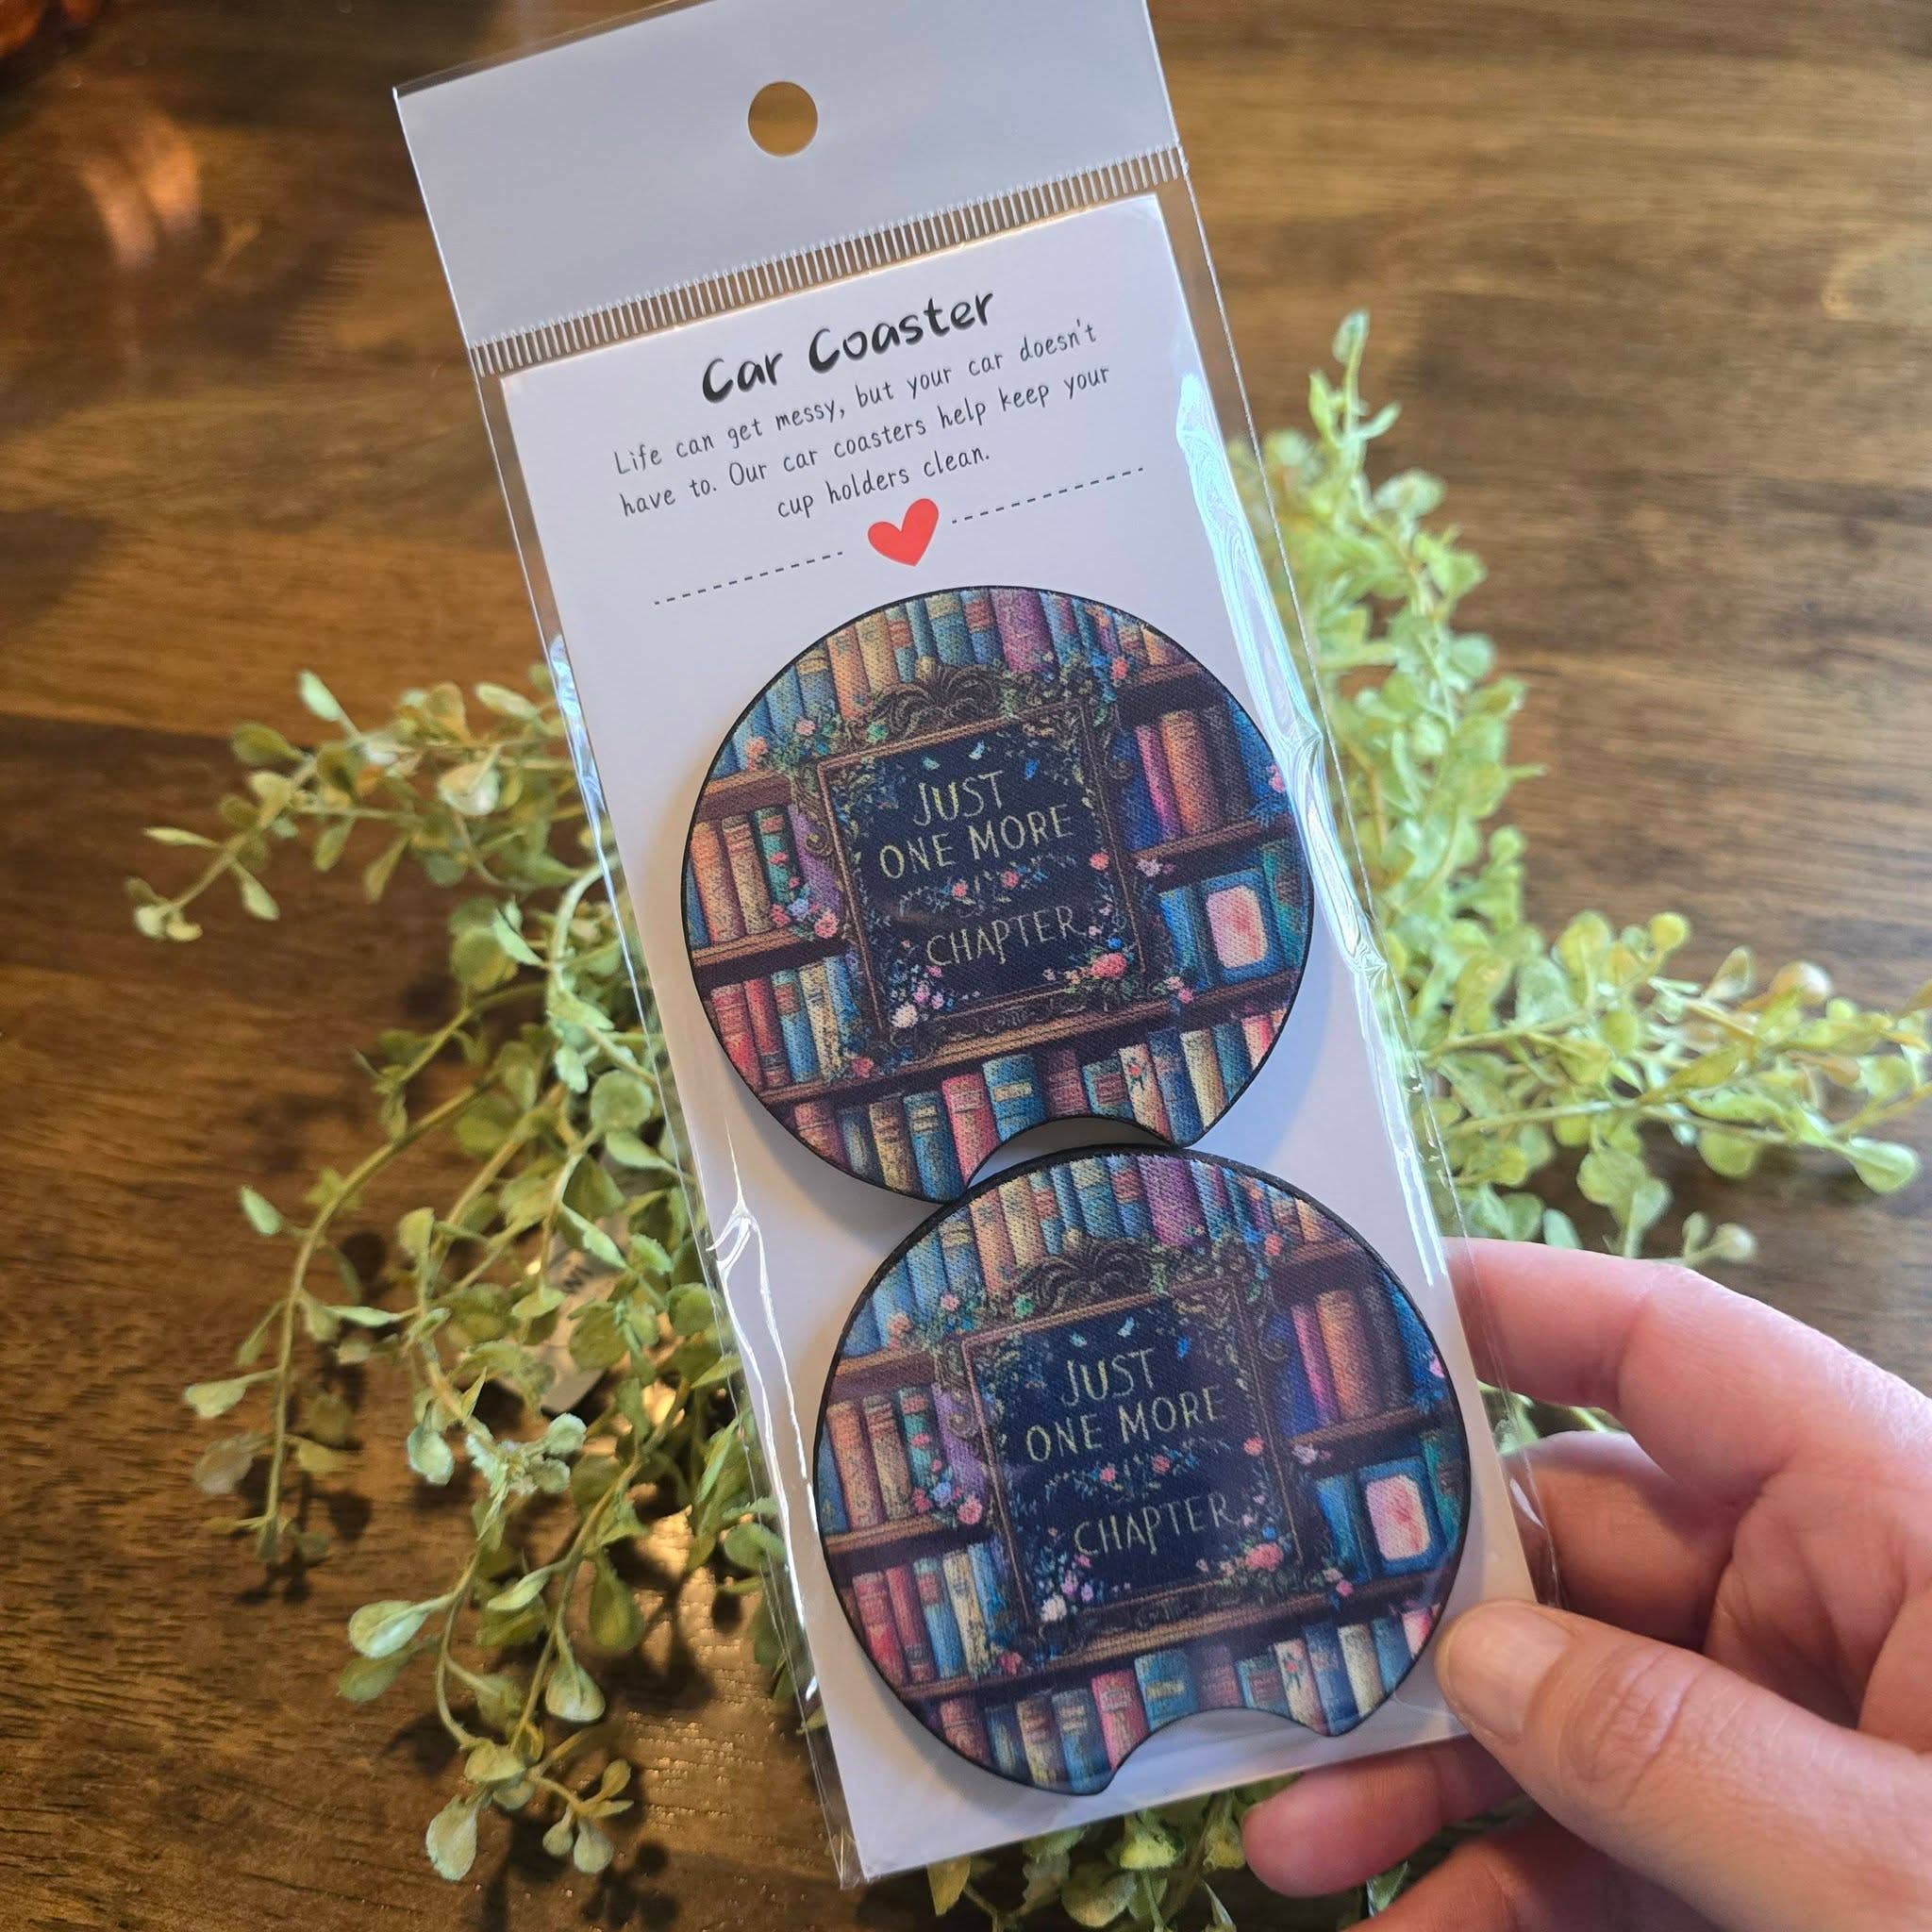 Car Coaster
Life can get messy, but your car doesn't
have to. Our car coasters help keep your
cup holders clean.
JUST
ONE MORE
CHAPTER
JUST
ONE MORE
CHAPTER